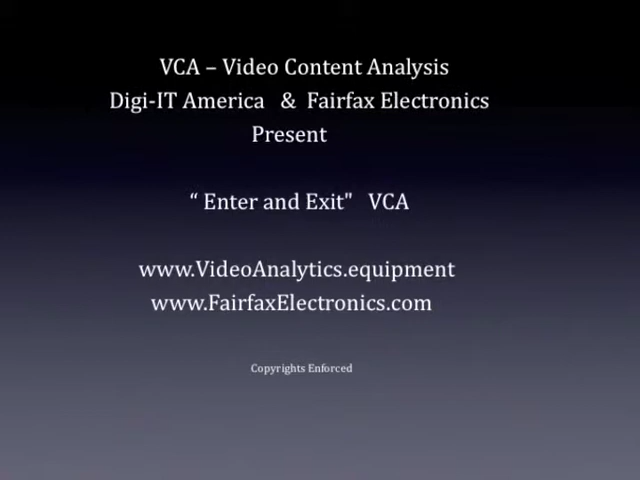 VCA – Video Content Analysis
Digi-IT America & Fairfax Electronics
Present
“ Enter and Exit" VCA
www.VideoAnalytics.equipment
www.FairfaxElectronics.com
Copyrights Enforced